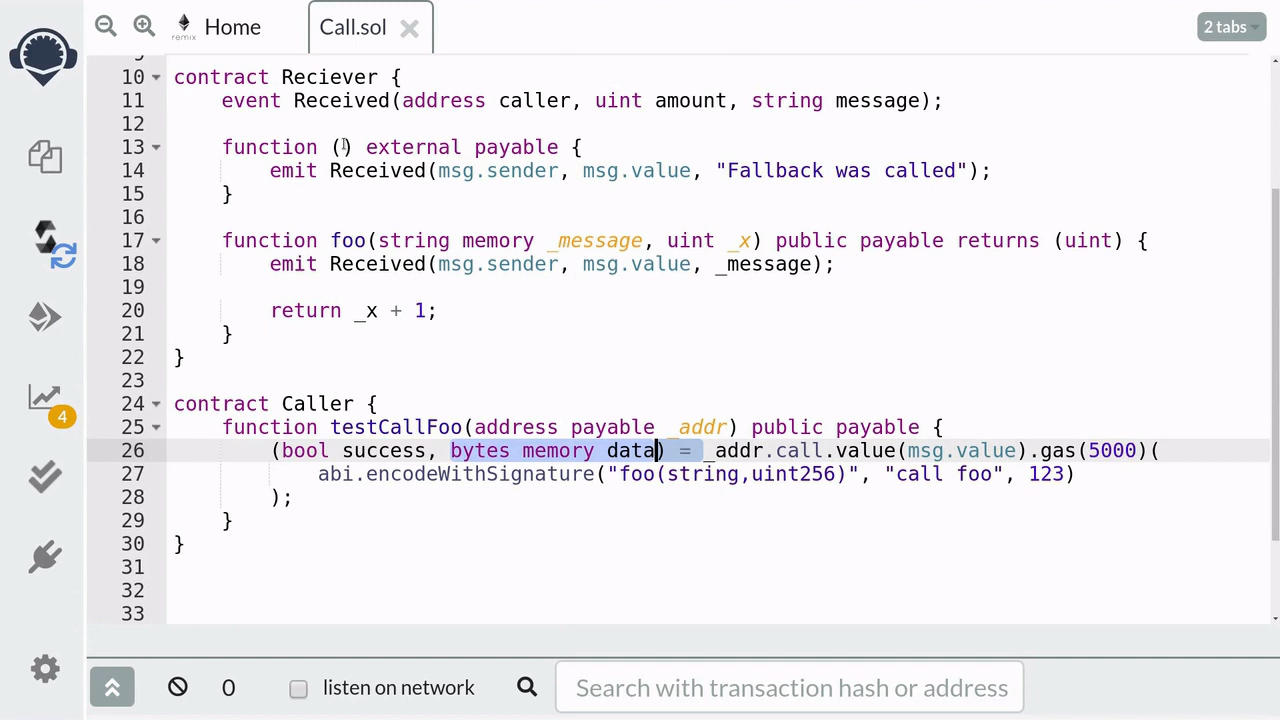 Home
remix
Call.sol
2 tabs
10 contract Reciever {
11 event Received(address caller, uint amount, string message);
12
13 function () external payable {
14 emit Received(msg.sender, msg.value, "Fallback was called");
15 }
16
17 function foo(string memory _message, uint _x) public payable returns (uint) {
18 emit Received(msg.sender, msg.value, _message);
19
20 return _x + 1;
21 }
22 }
23
24 contract Caller {
25 function testCallFoo(address payable _addr) public payable {
26 (bool success, bytes memory data) = _addr.call.value(msg.value).gas(5000)(
27 abi.encodeWithSignature("foo(string,uint256)", "call foo", 123)
28 );
29 }
30 }
31
32
33
4
0
listen on network
Search with transaction hash or address